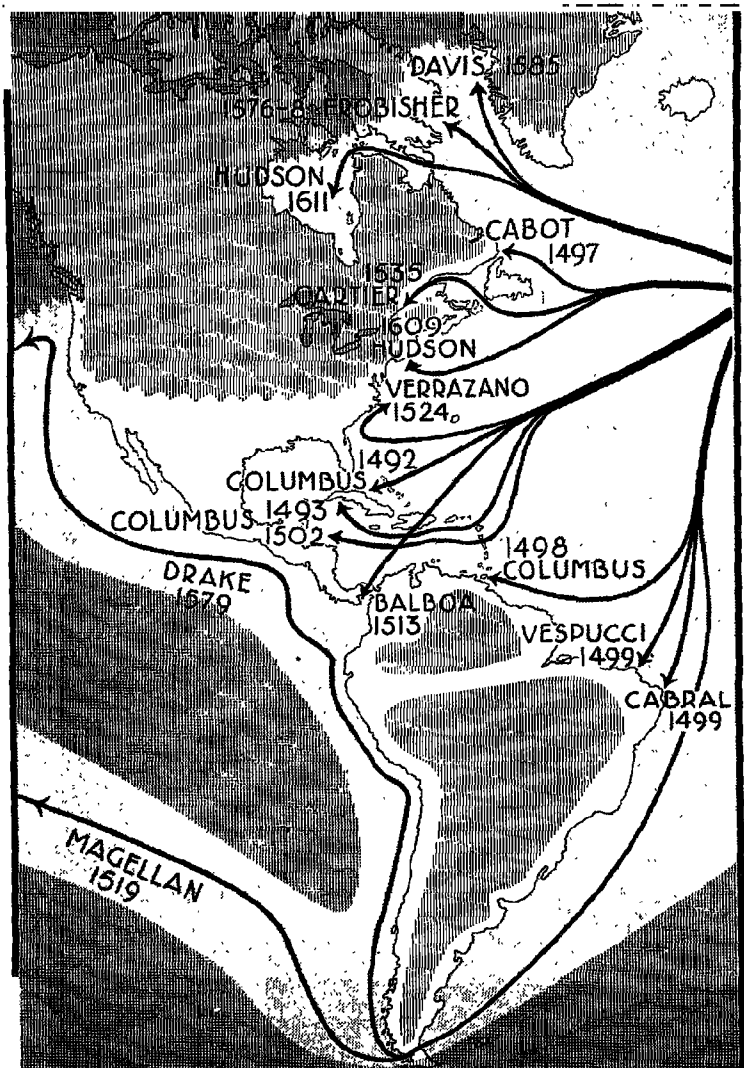 DAVIS 1585
1576-8 FROBISHER
HUDSON
1611
CABOT
1497
1535
CARTIER
1609
HUDSON
VERRAZANO
1524
1492
COLUMBUS
1493
COLUMBUS
1502
1498
COLUMBUS
DRAKE
1579
BALBOA
1513
VESPUCCI
1499
CABRAL
1499
MAGELLAN
1519